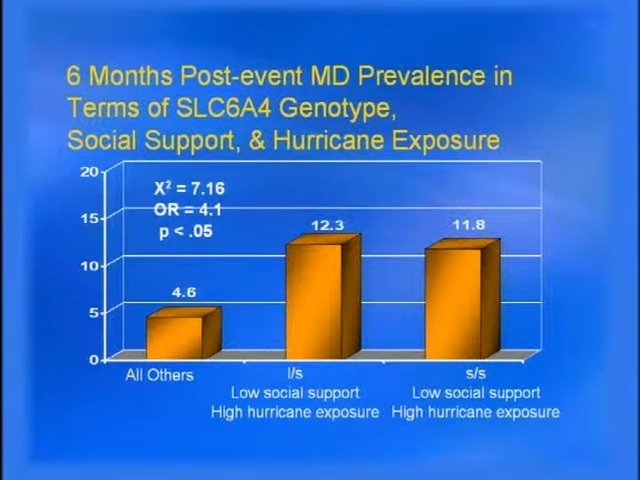 6 Months Post-event MD Prevalence in
Terms of SLC6A4 Genotype,
Social Support, & Hurricane Exposure
20
15
10
5
0
X² = 7.16
OR = 4.1
p < .05
4.6
12.3
11.8
All Others
l/s
Low social support
High hurricane exposure
s/s
Low social support
High hurricane exposure